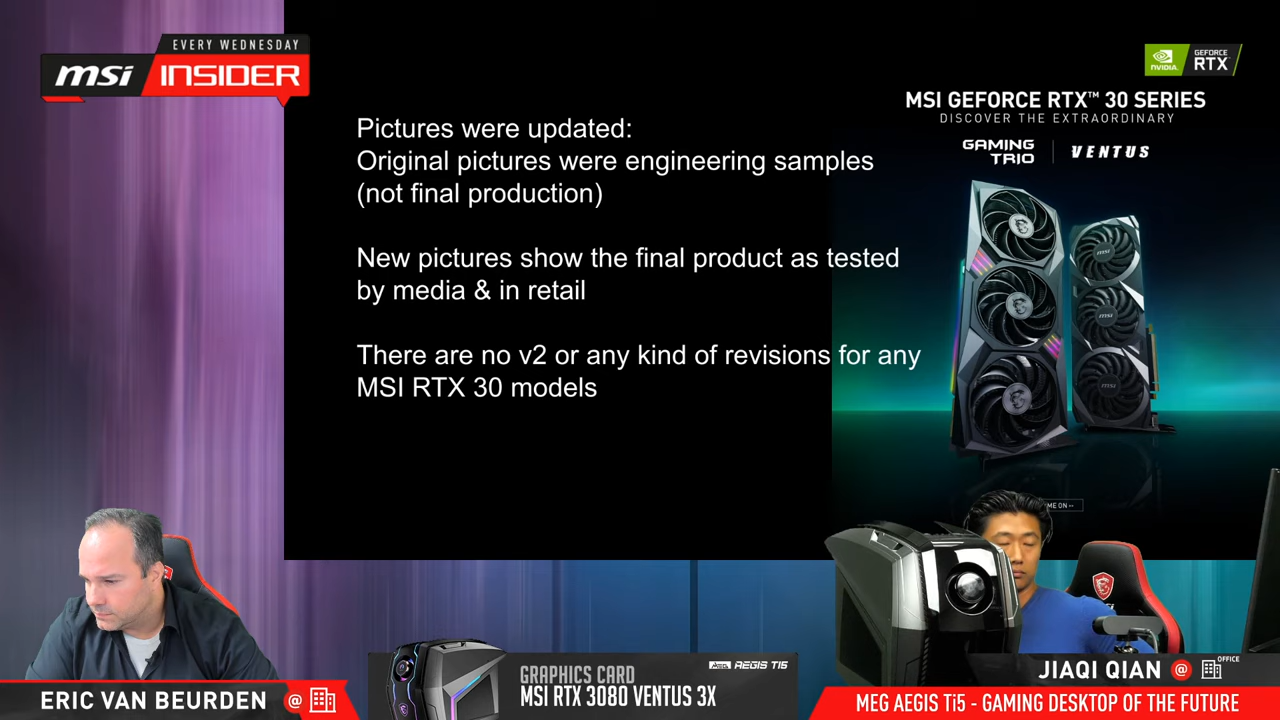 EVERY WEDNESDAY
msi INSIDER
NVIDIA.
GEFORCE
RTX
MSI GEFORCE RTX™ 30 SERIES
DISCOVER THE EXTRAORDINARY
GAMING
TRIO
VENTUS
Pictures were updated:
Original pictures were engineering samples
(not final production)
New pictures show the final product as tested
by media & in retail
There are no v2 or any kind of revisions for any
MSI RTX 30 models
msi
msi
msi
ERIC VAN BEURDEN @
GRAPHICS CARD
MSI RTX 3080 VENTUS 3X
AEGIS Ti5
JIAQI QIAN @
OFFICE
MEG AEGIS Ti5 - GAMING DESKTOP OF THE FUTURE